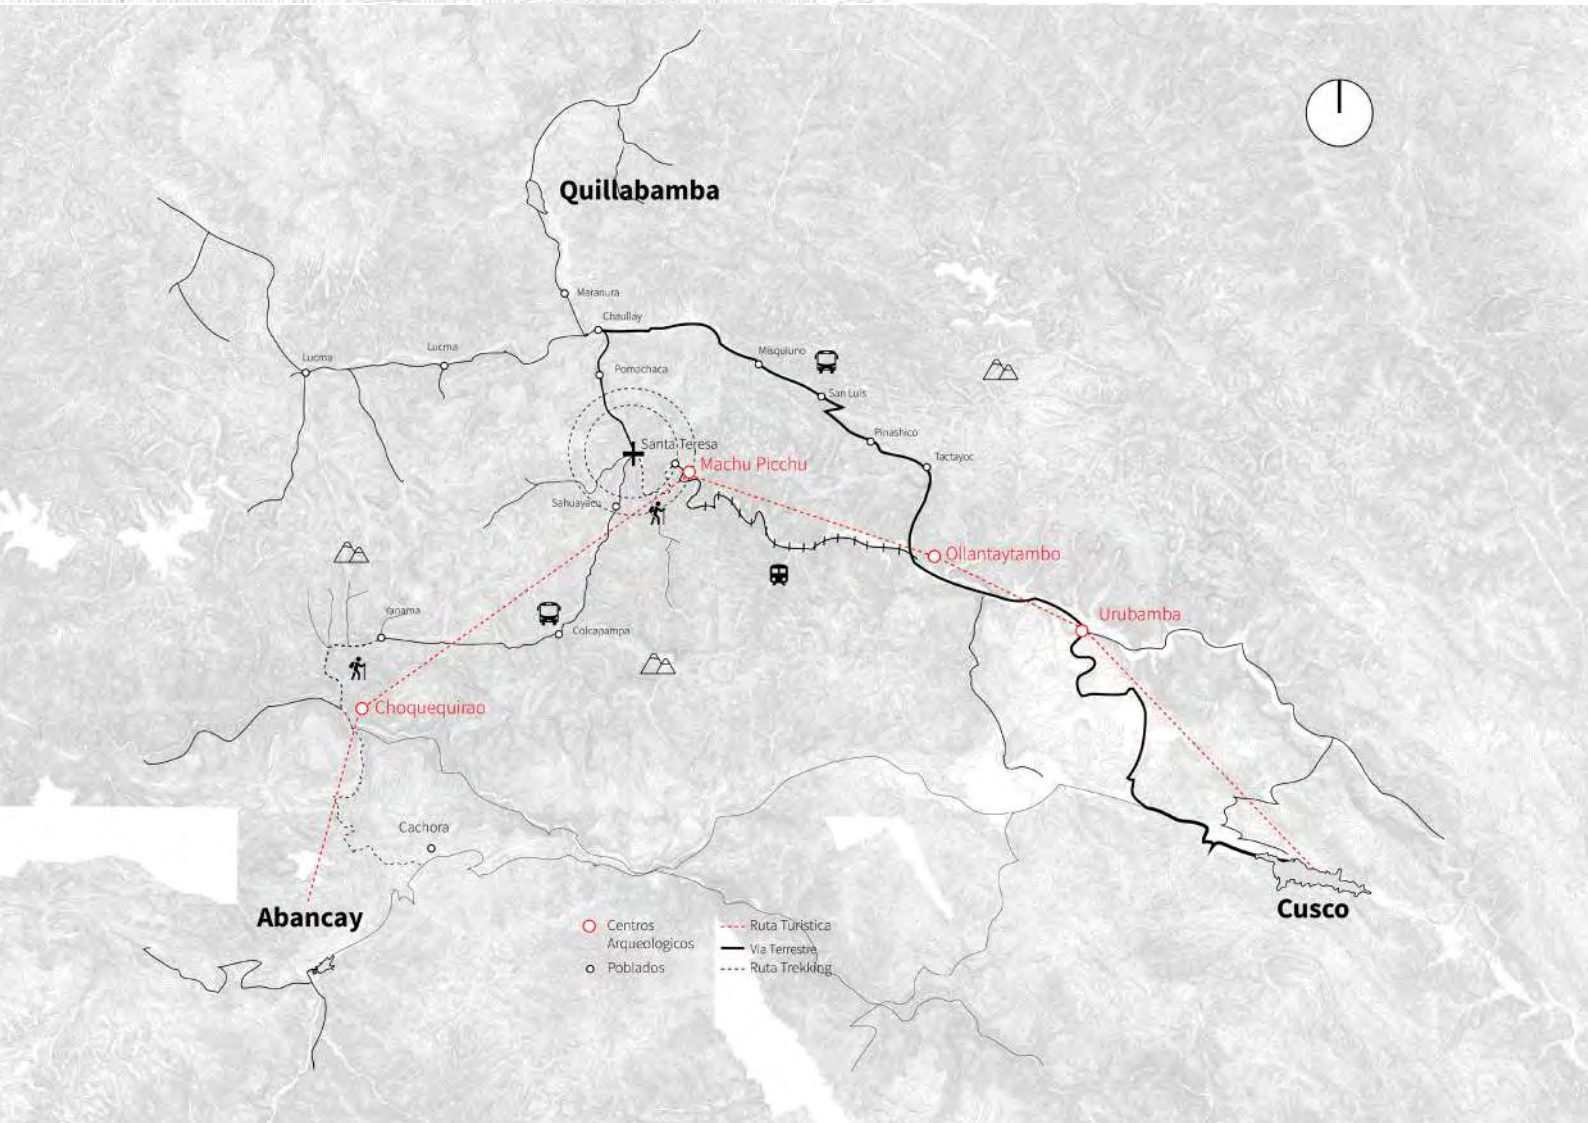 Quillabamba
Maranura
Chaullay
Lucma
Lucma
Misquiuno
Pomachaca
San Luis
Pinashico
Santa Teresa
Tactayoc
Machu Picchu
Sahuayacu
Ollantaytambo
Yanama
Urubamba
Colcapampa
Choquequirao
Cachora
Abancay
Cusco
Centros
Arqueologicos
Poblados
Ruta Turistica
Via Terrestre
Ruta Trekking